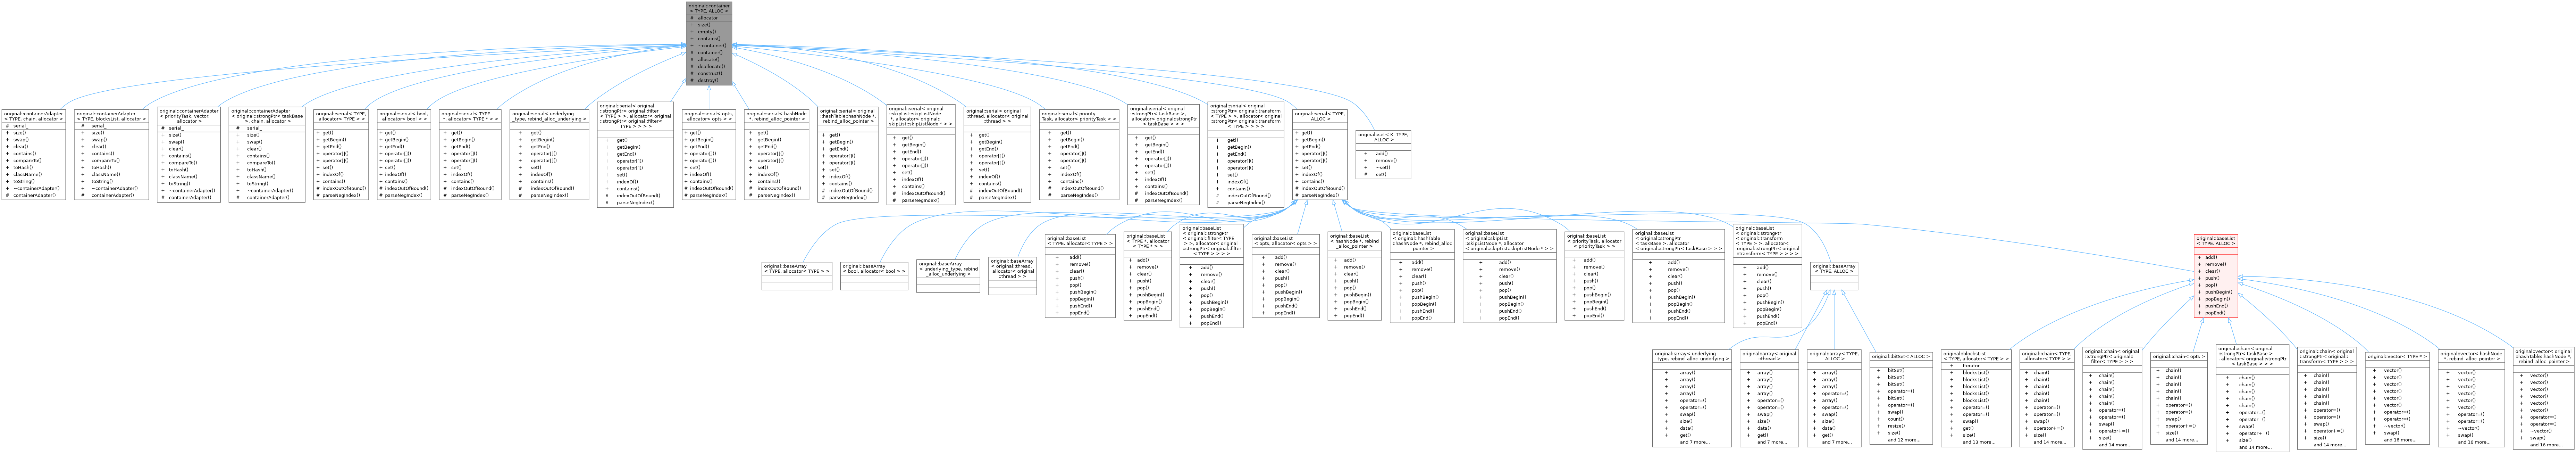 original::container
< TYPE, ALLOC >
# allocator
+ size()
+ empty()
+ contains()
+ ~container()
# container()
# allocate()
# deallocate()
# construct()
# destroy()
original::containerAdapter
< TYPE, chain, allocator >
# serial_
+ size()
+ swap()
+ clear()
+ contains()
+ compareTo()
+ toHash()
+ className()
+ toString()
+ ~containerAdapter()
# containerAdapter()
original::containerAdapter
< TYPE, blocksList, allocator >
# serial_
+ size()
+ swap()
+ clear()
+ contains()
+ compareTo()
+ toHash()
+ className()
+ toString()
+ ~containerAdapter()
# containerAdapter()
original::containerAdapter
< priorityTask, vector,
allocator >
# serial_
+ size()
+ swap()
+ clear()
+ contains()
+ compareTo()
+ toHash()
+ className()
+ toString()
+ ~containerAdapter()
# containerAdapter()
original::containerAdapter
< original::strongPtr< taskBase
>, chain, allocator >
# serial_
+ size()
+ swap()
+ clear()
+ contains()
+ compareTo()
+ toHash()
+ className()
+ toString()
+ ~containerAdapter()
# containerAdapter()
original::serial< TYPE,
allocator< TYPE > >
+ get()
+ getBegin()
+ getEnd()
+ operator[]()
+ operator[]()
+ set()
+ indexOf()
+ contains()
# indexOutOfBound()
# parseNegIndex()
original::serial< bool,
allocator< bool > >
+ get()
+ getBegin()
+ getEnd()
+ operator[]()
+ operator[]()
+ set()
+ indexOf()
+ contains()
# indexOutOfBound()
# parseNegIndex()
original::serial< TYPE
*, allocator< TYPE * > >
+ get()
+ getBegin()
+ getEnd()
+ operator[]()
+ operator[]()
+ set()
+ indexOf()
+ contains()
# indexOutOfBound()
# parseNegIndex()
original::serial< underlying
_type, rebind_alloc_underlying >
+ get()
+ getBegin()
+ getEnd()
+ operator[]()
+ operator[]()
+ set()
+ indexOf()
+ contains()
# indexOutOfBound()
# parseNegIndex()
original::serial< original
::strongPtr< original::filter
< TYPE > >, allocator< original
::strongPtr< original::filter<
TYPE > > > >
+ get()
+ getBegin()
+ getEnd()
+ operator[]()
+ operator[]()
+ set()
+ indexOf()
+ contains()
# indexOutOfBound()
# parseNegIndex()
original::serial< opts,
allocator< opts > >
+ get()
+ getBegin()
+ getEnd()
+ operator[]()
+ operator[]()
+ set()
+ indexOf()
+ contains()
# indexOutOfBound()
# parseNegIndex()
original::serial< hashNode
*, rebind_alloc_pointer >
+ get()
+ getBegin()
+ getEnd()
+ operator[]()
+ operator[]()
+ set()
+ indexOf()
+ contains()
# indexOutOfBound()
# parseNegIndex()
original::serial< original
::hashTable::hashNode *,
rebind_alloc_pointer >
+ get()
+ getBegin()
+ getEnd()
+ operator[]()
+ operator[]()
+ set()
+ indexOf()
+ contains()
# indexOutOfBound()
# parseNegIndex()
original::serial< original
::skipList::skipListNode
*, allocator< original::
skipList::skipListNode * > >
+ get()
+ getBegin()
+ getEnd()
+ operator[]()
+ operator[]()
+ set()
+ indexOf()
+ contains()
# indexOutOfBound()
# parseNegIndex()
original::serial< original
::thread, allocator< original
::thread > >
+ get()
+ getBegin()
+ getEnd()
+ operator[]()
+ operator[]()
+ set()
+ indexOf()
+ contains()
# indexOutOfBound()
# parseNegIndex()
original::serial< priority
Task, allocator< priorityTask > >
+ get()
+ getBegin()
+ getEnd()
+ operator[]()
+ operator[]()
+ set()
+ indexOf()
+ contains()
# indexOutOfBound()
# parseNegIndex()
original::serial< original
::strongPtr< taskBase >,
allocator< original::strongPtr
< taskBase > > >
+ get()
+ getBegin()
+ getEnd()
+ operator[]()
+ operator[]()
+ set()
+ indexOf()
+ contains()
# indexOutOfBound()
# parseNegIndex()
original::serial< original
::strongPtr< original::transform
< TYPE > >, allocator< original
::strongPtr< original::transform
< TYPE > > > >
+ get()
+ getBegin()
+ getEnd()
+ operator[]()
+ operator[]()
+ set()
+ indexOf()
+ contains()
# indexOutOfBound()
# parseNegIndex()
original::serial< TYPE,
ALLOC >
+ get()
+ getBegin()
+ getEnd()
+ operator[]()
+ operator[]()
+ set()
+ indexOf()
+ contains()
# indexOutOfBound()
# parseNegIndex()
original::set< K_TYPE,
ALLOC >
+ add()
+ remove()
+ ~set()
# set()
original::baseArray
< TYPE, allocator< TYPE > >
original::baseArray
< bool, allocator< bool > >
original::baseArray
< underlying_type, rebind
_alloc_underlying >
original::baseArray
< original::thread,
allocator< original
::thread > >
original::baseList
< TYPE, allocator< TYPE > >
+ add()
+ remove()
+ clear()
+ push()
+ pop()
+ pushBegin()
+ popBegin()
+ pushEnd()
+ popEnd()
original::baseList
< TYPE *, allocator
< TYPE * > >
+ add()
+ remove()
+ clear()
+ push()
+ pop()
+ pushBegin()
+ popBegin()
+ pushEnd()
+ popEnd()
original::baseList
< original::strongPtr
< original::filter< TYPE
> >, allocator< original
::strongPtr< original::filter
< TYPE > > > >
+ add()
+ remove()
+ clear()
+ push()
+ pop()
+ pushBegin()
+ popBegin()
+ pushEnd()
+ popEnd()
original::baseList
< opts, allocator< opts > >
+ add()
+ remove()
+ clear()
+ push()
+ pop()
+ pushBegin()
+ popBegin()
+ pushEnd()
+ popEnd()
original::baseList
< hashNode *, rebind
_alloc_pointer >
+ add()
+ remove()
+ clear()
+ push()
+ pop()
+ pushBegin()
+ popBegin()
+ pushEnd()
+ popEnd()
original::baseList
< original::hashTable
::hashNode *, rebind_alloc
_pointer >
+ add()
+ remove()
+ clear()
+ push()
+ pop()
+ pushBegin()
+ popBegin()
+ pushEnd()
+ popEnd()
original::baseList
< original::skipList
::skipListNode *, allocator
< original::skipList::skipListNode * > >
+ add()
+ remove()
+ clear()
+ push()
+ pop()
+ pushBegin()
+ popBegin()
+ pushEnd()
+ popEnd()
original::baseList
< priorityTask, allocator
< priorityTask > >
+ add()
+ remove()
+ clear()
+ push()
+ pop()
+ pushBegin()
+ popBegin()
+ pushEnd()
+ popEnd()
original::baseList
< original::strongPtr
< taskBase >, allocator
< original::strongPtr< taskBase > > >
+ add()
+ remove()
+ clear()
+ push()
+ pop()
+ pushBegin()
+ popBegin()
+ pushEnd()
+ popEnd()
original::baseList
< original::strongPtr
< original::transform
< TYPE > >, allocator<
original::strongPtr< original
::transform< TYPE > > > >
+ add()
+ remove()
+ clear()
+ push()
+ pop()
+ pushBegin()
+ popBegin()
+ pushEnd()
+ popEnd()
original::baseArray
< TYPE, ALLOC >
original::baseList
< TYPE, ALLOC >
+ add()
+ remove()
+ clear()
+ push()
+ pop()
+ pushBegin()
+ popBegin()
+ pushEnd()
+ popEnd()
original::array< underlying
_type, rebind_alloc_underlying >
+ array()
+ array()
+ array()
+ array()
+ operator=()
+ operator=()
+ swap()
+ size()
+ data()
+ get()
and 7 more...
original::array< original
::thread >
+ array()
+ array()
+ array()
+ array()
+ operator=()
+ operator=()
+ swap()
+ size()
+ data()
+ get()
and 7 more...
original::array< TYPE,
ALLOC >
+ array()
+ array()
+ array()
+ operator=()
+ array()
+ operator=()
+ swap()
+ size()
+ data()
+ get()
and 7 more...
original::bitSet< ALLOC >
+ bitSet()
+ bitSet()
+ bitSet()
+ operator=()
+ bitSet()
+ operator=()
+ swap()
+ count()
+ resize()
+ size()
and 12 more...
original::blocksList
< TYPE, allocator< TYPE > >
+ Iterator
+ blocksList()
+ blocksList()
+ blocksList()
+ blocksList()
+ blocksList()
+ operator=()
+ operator=()
+ swap()
+ get()
+ size()
and 13 more...
original::chain< TYPE,
allocator< TYPE > >
+ chain()
+ chain()
+ chain()
+ chain()
+ chain()
+ operator=()
+ operator=()
+ swap()
+ operator+=()
+ size()
and 14 more...
original::chain< original
::strongPtr< original::
filter< TYPE > > >
+ chain()
+ chain()
+ chain()
+ chain()
+ chain()
+ operator=()
+ operator=()
+ swap()
+ operator+=()
+ size()
and 14 more...
original::chain< opts >
+ chain()
+ chain()
+ chain()
+ chain()
+ chain()
+ operator=()
+ operator=()
+ swap()
+ operator+=()
+ size()
and 14 more...
original::chain< original
::strongPtr< taskBase >
, allocator< original::strongPtr
< taskBase > > >
+ chain()
+ chain()
+ chain()
+ chain()
+ chain()
+ operator=()
+ operator=()
+ swap()
+ operator+=()
+ size()
and 14 more...
original::chain< original
::strongPtr< original::
transform< TYPE > > >
+ chain()
+ chain()
+ chain()
+ chain()
+ chain()
+ operator=()
+ operator=()
+ swap()
+ operator+=()
+ size()
and 14 more...
original::vector< TYPE * >
+ vector()
+ vector()
+ vector()
+ vector()
+ vector()
+ vector()
+ operator=()
+ operator=()
+ ~vector()
+ swap()
and 16 more...
original::vector< hashNode
*, rebind_alloc_pointer >
+ vector()
+ vector()
+ vector()
+ vector()
+ vector()
+ vector()
+ operator=()
+ operator=()
+ ~vector()
+ swap()
and 16 more...
original::vector< original
::hashTable::hashNode *,
rebind_alloc_pointer >
+ vector()
+ vector()
+ vector()
+ vector()
+ vector()
+ vector()
+ operator=()
+ operator=()
+ ~vector()
+ swap()
and 16 more...